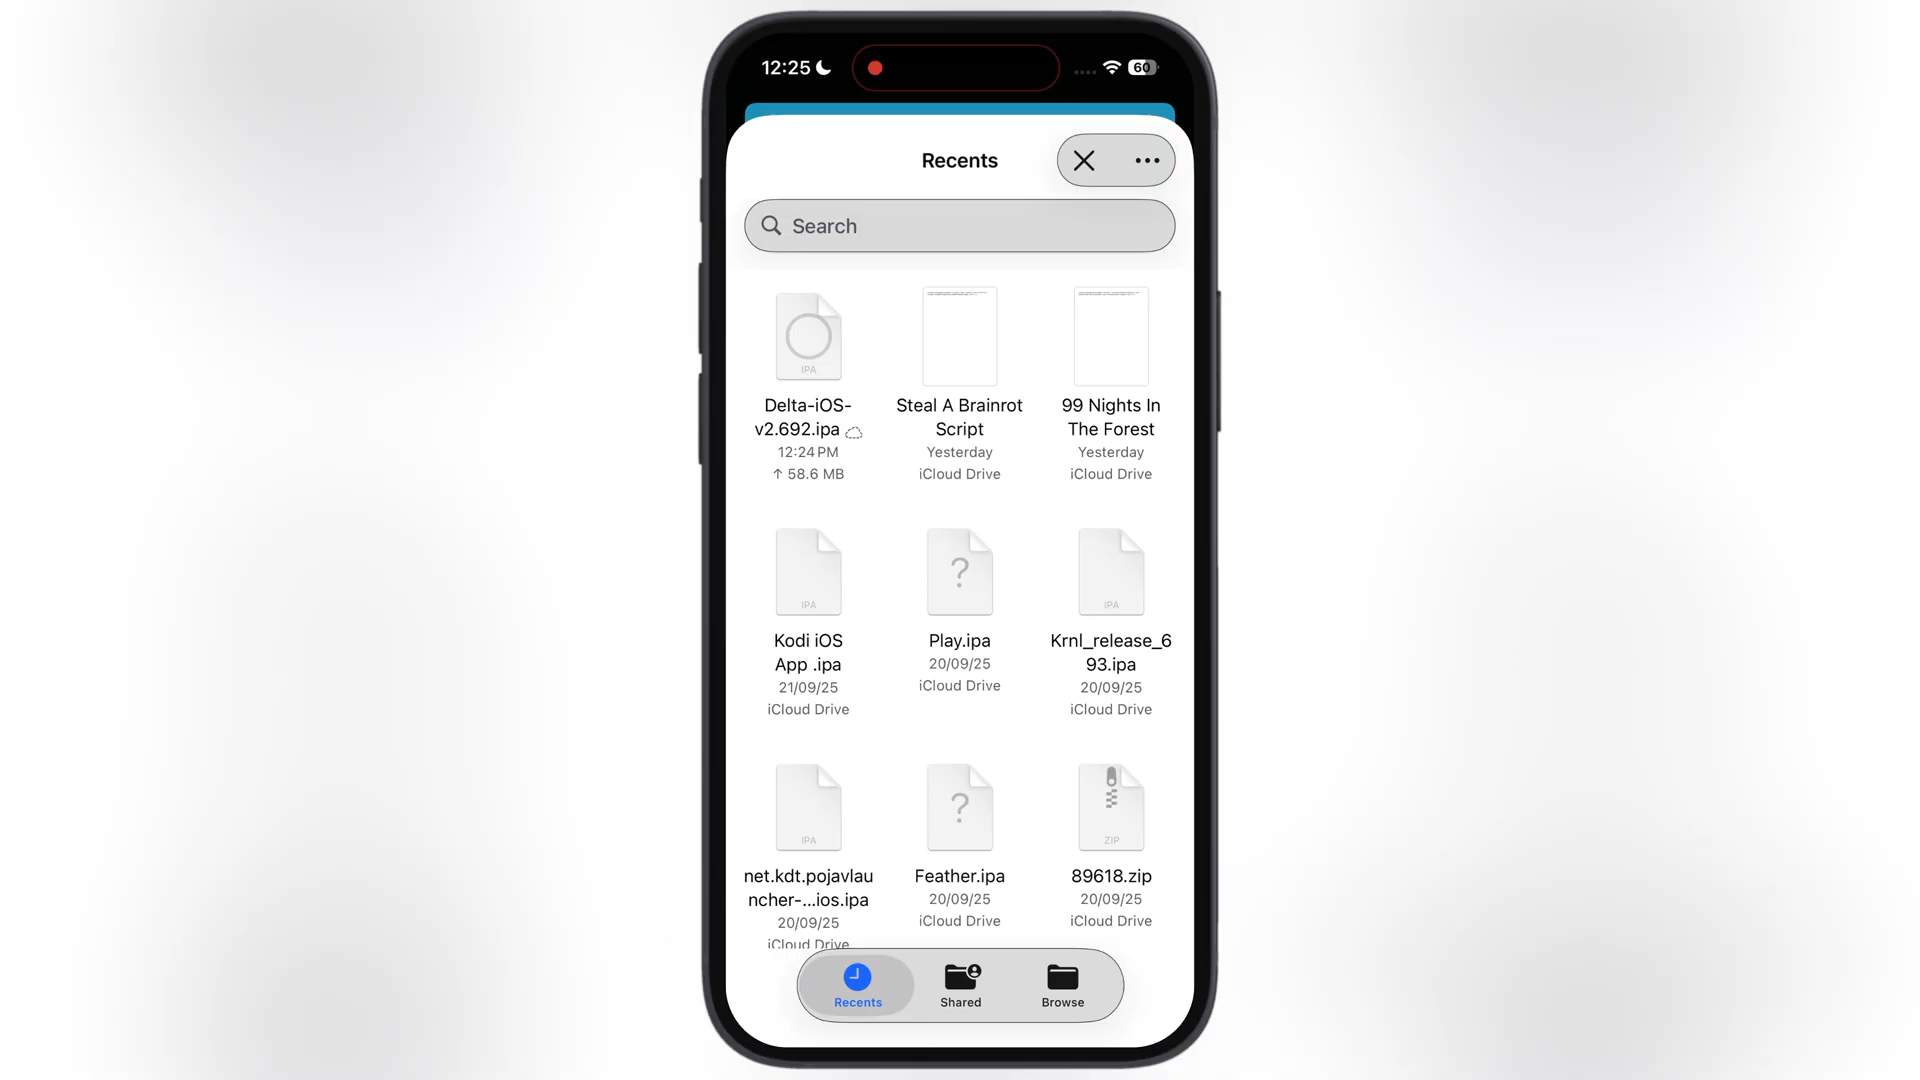 12:25
60
Recents
Search
IPA
Delta-iOS-
v2.692.ipa
12:24 PM
↑ 58.6 MB
Steal A Brainrot
Script
Yesterday
iCloud Drive
99 Nights In
The Forest
Yesterday
iCloud Drive
IPA
Kodi iOS
App .ipa
21/09/25
iCloud Drive
?
Play.ipa
20/09/25
iCloud Drive
IPA
Krnl_release_6
93.ipa
20/09/25
iCloud Drive
IPA
net.kdt.pojavlau
ncher-...ios.ipa
20/09/25
iCloud Drive
?
Feather.ipa
20/09/25
iCloud Drive
ZIP
89618.zip
20/09/25
iCloud Drive
Recents
Shared
Browse